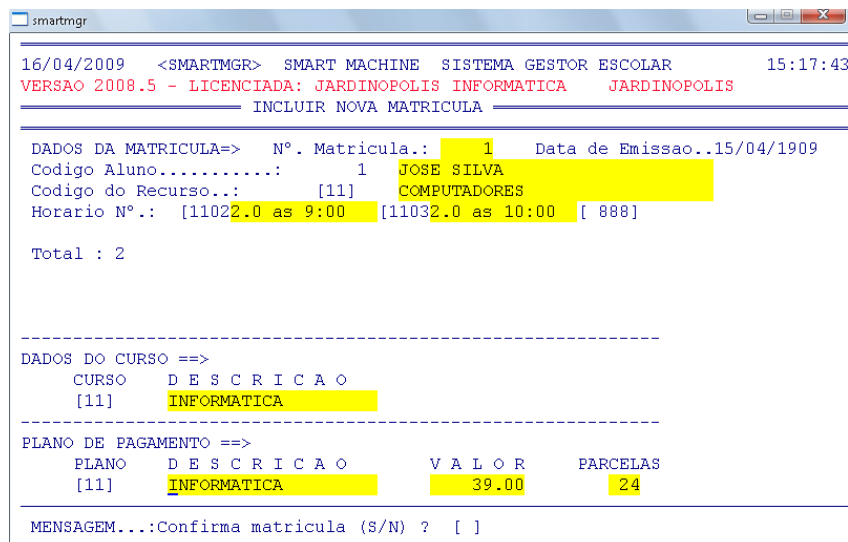 smartmgr
16/04/2009 <SMARTMGR> SMART MACHINE SISTEMA GESTOR ESCOLAR 15:17:43
VERSAO 2008.5 - LICENCIADA: JARDINOPOLIS INFORMATICA JARDINOPOLIS
INCLUIR NOVA MATRICULA
DADOS DA MATRICULA=> Nº. Matricula.: 1 Data de Emissao..15/04/1909
Codigo Aluno...........: 1 JOSE SILVA
Codigo do Recurso..: [11] COMPUTADORES
Horario Nº.: [11022.0 as 9:00 [11032.0 as 10:00 [ 888]
Total : 2
DADOS DO CURSO ==>
CURSO D E S C R I C A O
[11] INFORMATICA
PLANO DE PAGAMENTO ==>
PLANO D E S C R I C A O V A L O R PARCELAS
[11] INFORMATICA 39.00 24
MENSAGEM...:Confirma matricula (S/N) ? [ ]